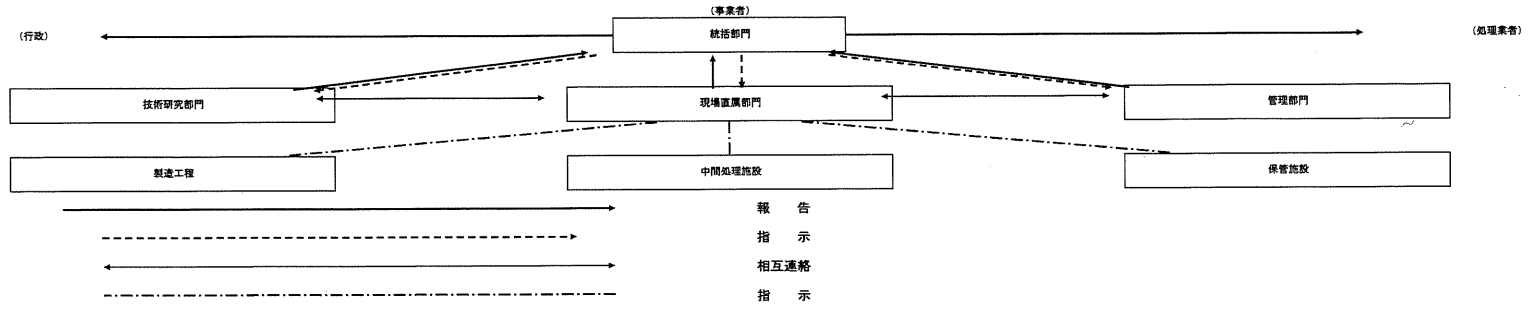 (事業者)
(行政)
統括部門
(処理業者)
技術研究部門
現場直属部門
管理部門
製造工程
中間処理施設
保管施設
報　告
指　示
相互連絡
指　示